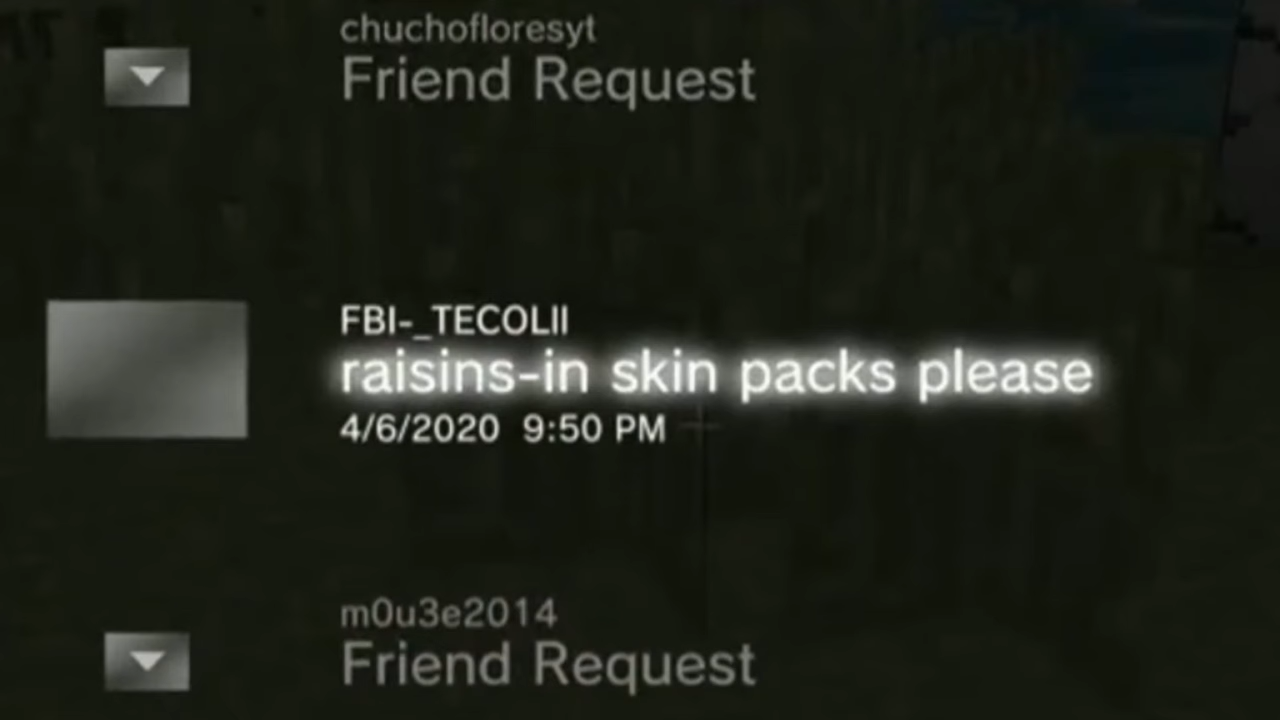 chuchofloresyt
Friend Request
FBI-_TECOLII
raisins-in skin packs please
4/6/2020 9:50 PM
m0u3e2014
Friend Request